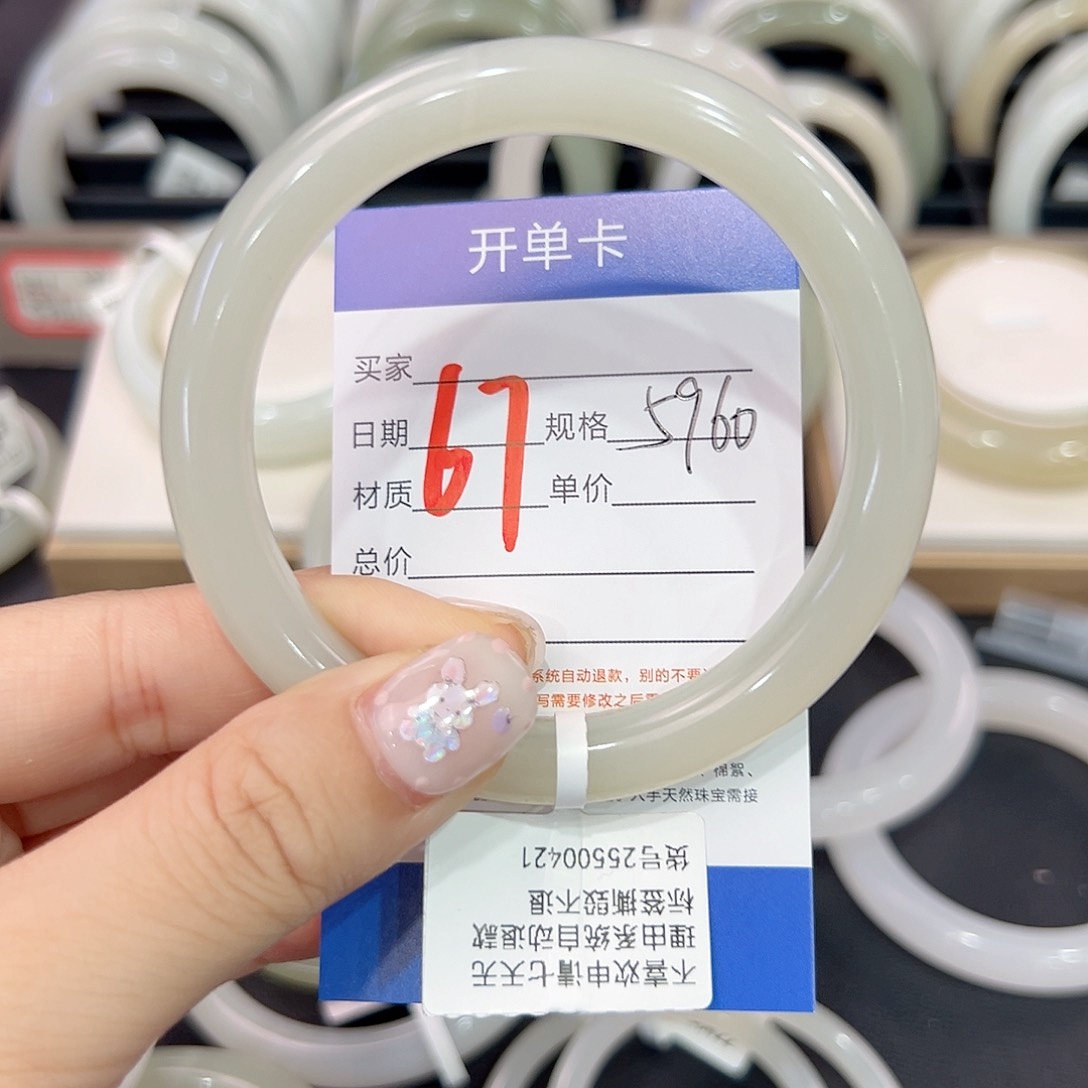 开单卡
买家
日期 67 规格 5960
材质 单价
总价
系统自动退款，别的不要
写需要修改之后
棉絮、
天然珠宝需接
货号25500421
标签撕毁不退
理由系统自动退款
不喜欢申请七天无